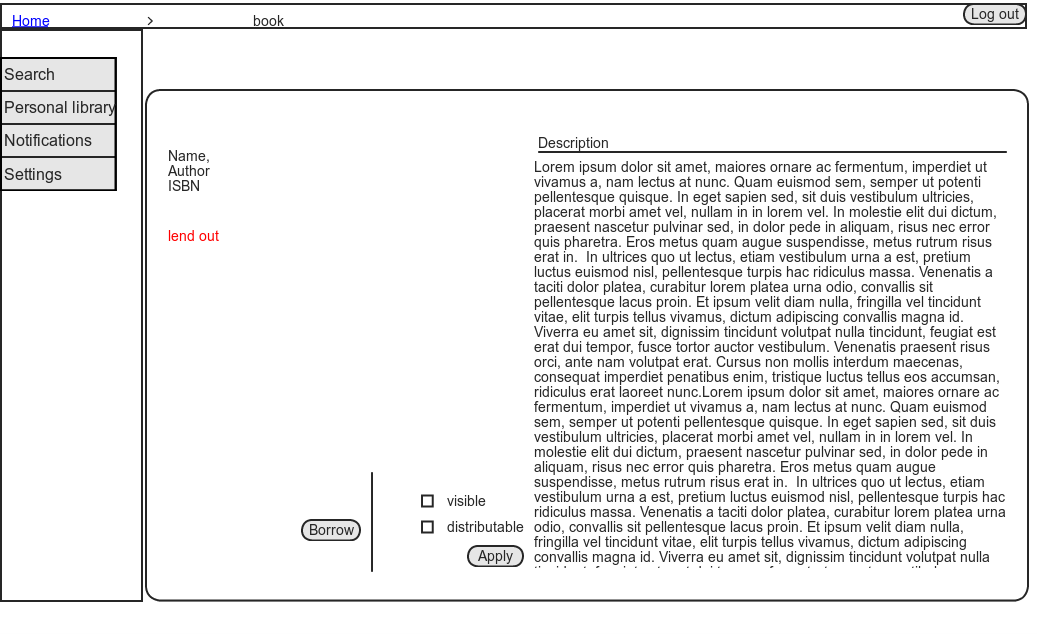 Home > book
Log out
Search
Personal library
Notifications
Settings
Name,
Author
ISBN
lend out
Borrow
visible
distributable
Apply
Description
Lorem ipsum dolor sit amet, maiores ornare ac fermentum, imperdiet ut
vivamus a, nam lectus at nunc. Quam euismod sem, semper ut potenti
pellentesque quisque. In eget sapien sed, sit duis vestibulum ultricies,
placerat morbi amet vel, nullam in in lorem vel. In molestie elit dui dictum,
praesent nascetur pulvinar sed, in dolor pede in aliquam, risus nec error
quis pharetra. Eros metus quam augue suspendisse, metus rutrum risus
erat in.  In ultrices quo ut lectus, etiam vestibulum urna a est, pretium
luctus euismod nisl, pellentesque turpis hac ridiculus massa. Venenatis a
taciti dolor platea, curabitur lorem platea urna odio, convallis sit
pellentesque lacus proin. Et ipsum velit diam nulla, fringilla vel tincidunt
vitae, elit turpis tellus vivamus, dictum adipiscing convallis magna id.
Viverra eu amet sit, dignissim tincidunt volutpat nulla tincidunt, feugiat est
erat dui tempor, fusce tortor auctor vestibulum. Venenatis praesent risus
orci, ante nam volutpat erat. Cursus non mollis interdum maecenas,
consequat imperdiet penatibus enim, tristique luctus tellus eos accumsan,
ridiculus erat laoreet nunc.Lorem ipsum dolor sit amet, maiores ornare ac
fermentum, imperdiet ut vivamus a, nam lectus at nunc. Quam euismod
sem, semper ut potenti pellentesque quisque. In eget sapien sed, sit duis
vestibulum ultricies, placerat morbi amet vel, nullam in in lorem vel. In
molestie elit dui dictum, praesent nascetur pulvinar sed, in dolor pede in
aliquam, risus nec error quis pharetra. Eros metus quam augue
suspendisse, metus rutrum risus erat in.  In ultrices quo ut lectus, etiam
vestibulum urna a est, pretium luctus euismod nisl, pellentesque turpis hac
ridiculus massa. Venenatis a taciti dolor platea, curabitur lorem platea urna
odio, convallis sit pellentesque lacus proin. Et ipsum velit diam nulla,
fringilla vel tincidunt vitae, elit turpis tellus vivamus, dictum adipiscing
convallis magna id. Viverra eu amet sit, dignissim tincidunt volutpat nulla